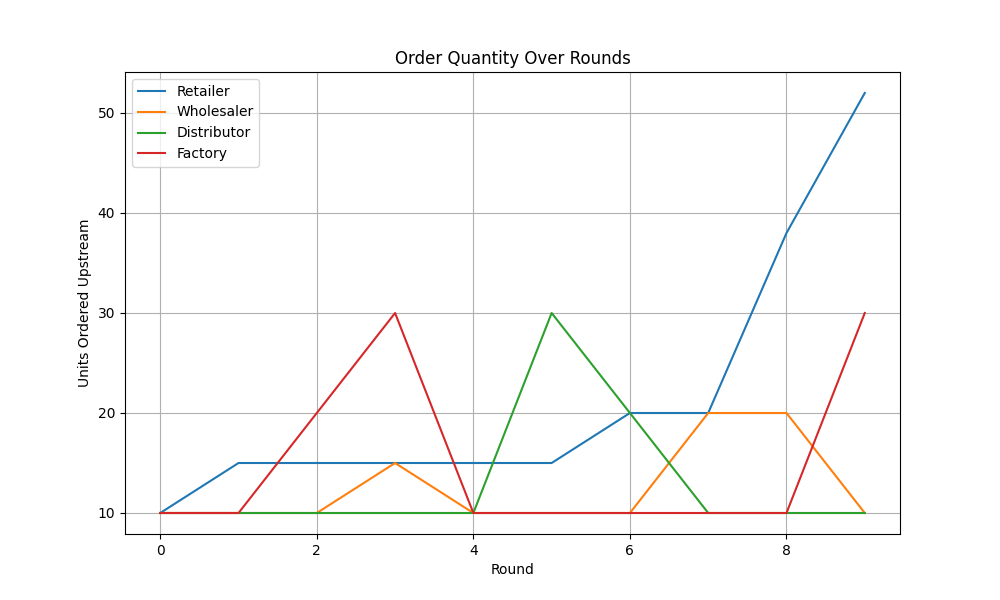 Order Quantity Over Rounds
Retailer
Wholesaler
Distributor
Factory
Units Ordered Upstream
50
40
30
20
10
0 2 4 6 8
Round